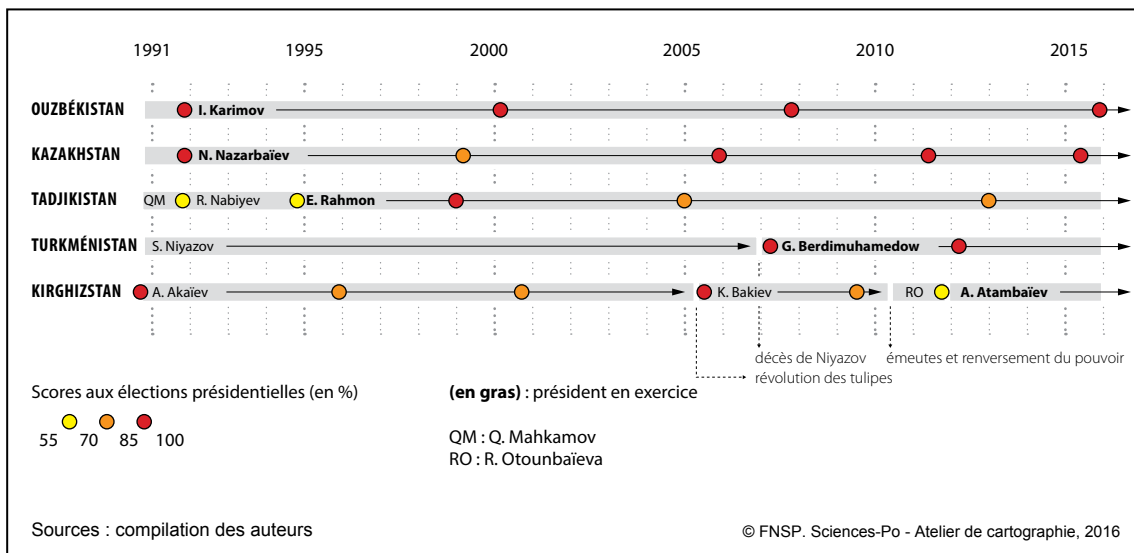 1991 1995 2000 2005 2010 2015
OUZBÉKISTAN I. Karimov
KAZAKHSTAN N. Nazarbaïev
TADJIKISTAN QM R. Nabiyev E. Rahmon
TURKMÉNISTAN S. Niyazov G. Berdimuhamedow
KIRGHIZSTAN A. Akaïev K. Bakiev RO A. Atambaïev
décès de Niyazov émeutes et renversement du pouvoir
révolution des tulipes
Scores aux élections présidentielles (en %) (en gras) : président en exercice
55 70 85 100
QM : Q. Mahkamov
RO : R. Otounbaïeva
Sources : compilation des auteurs © FNSP. Sciences-Po - Atelier de cartographie, 2016